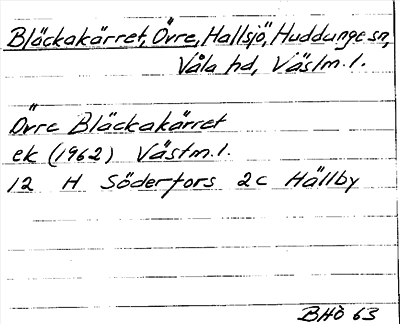 Bläckakärret, Övre, Hallsjö, Huddunge sn,
Våla hd, Västm. l.
Övre Bläckakärret
ek (1962) Västm. l.
12 H Söderfors 2c Hällby
BHÖ 63